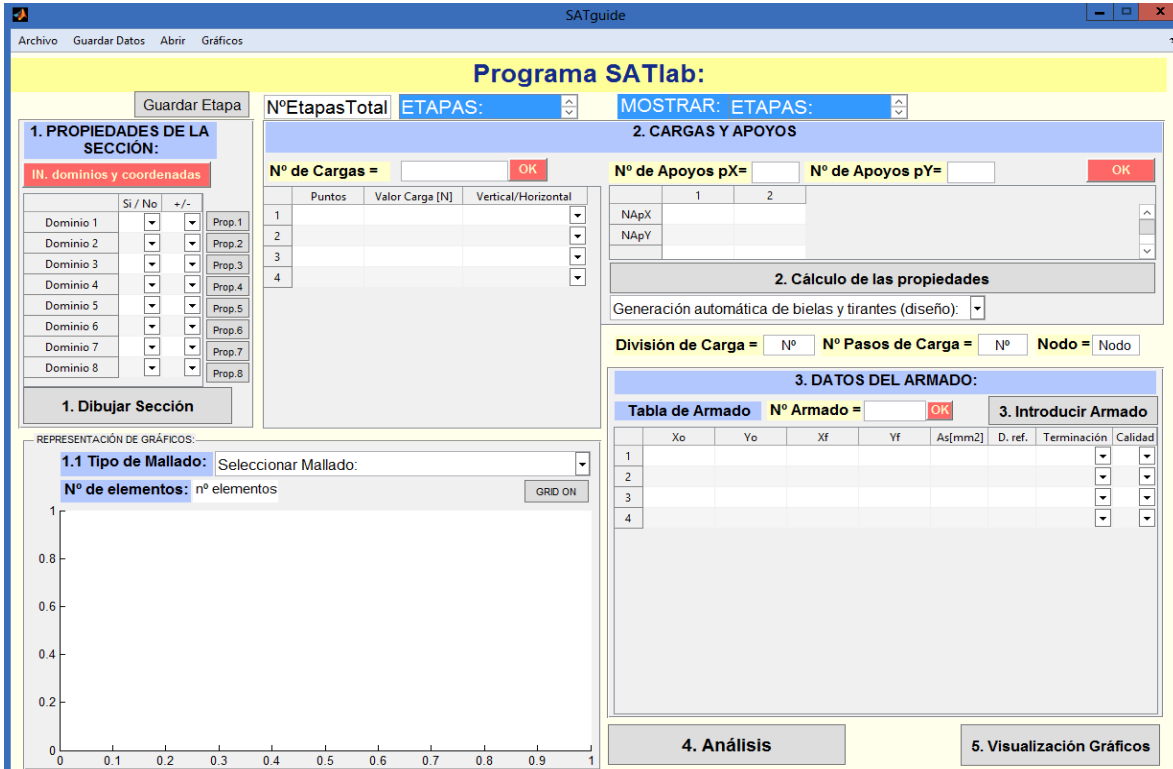 SATguide
Archivo Guardar Datos Abrir Gráficos
Programa SATlab:
Guardar Etapa NºEtapasTotal ETAPAS: MOSTRAR: ETAPAS:
1. PROPIEDADES DE LA
SECCIÓN:
IN. dominios y coordenadas
Si / No +/-
Dominio 1 Prop.1
Dominio 2 Prop.2
Dominio 3 Prop.3
Dominio 4 Prop.4
Dominio 5 Prop.5
Dominio 6 Prop.6
Dominio 7 Prop.7
Dominio 8 Prop.8
1. Dibujar Sección
2. CARGAS Y APOYOS
Nº de Cargas = OK
Puntos Valor Carga [N] Vertical/Horizontal
1
2
3
4
Nº de Apoyos pX= Nº de Apoyos pY= OK
1 2
NApX
NApY
2. Cálculo de las propiedades
Generación automática de bielas y tirantes (diseño):
División de Carga = Nº Nº Pasos de Carga = Nº Nodo = Nodo
3. DATOS DEL ARMADO:
Tabla de Armado Nº Armado = OK 3. Introducir Armado
Xo Yo Xf Yf As[mm2] D. ref. Terminación Calidad
1
2
3
4
REPRESENTACIÓN DE GRÁFICOS:
1.1 Tipo de Mallado: Seleccionar Mallado:
Nº de elementos: nº elementos GRID ON
1
0.8
0.6
0.4
0.2
0
0 0.1 0.2 0.3 0.4 0.5 0.6 0.7 0.8 0.9 1
4. Análisis 5. Visualización Gráficos